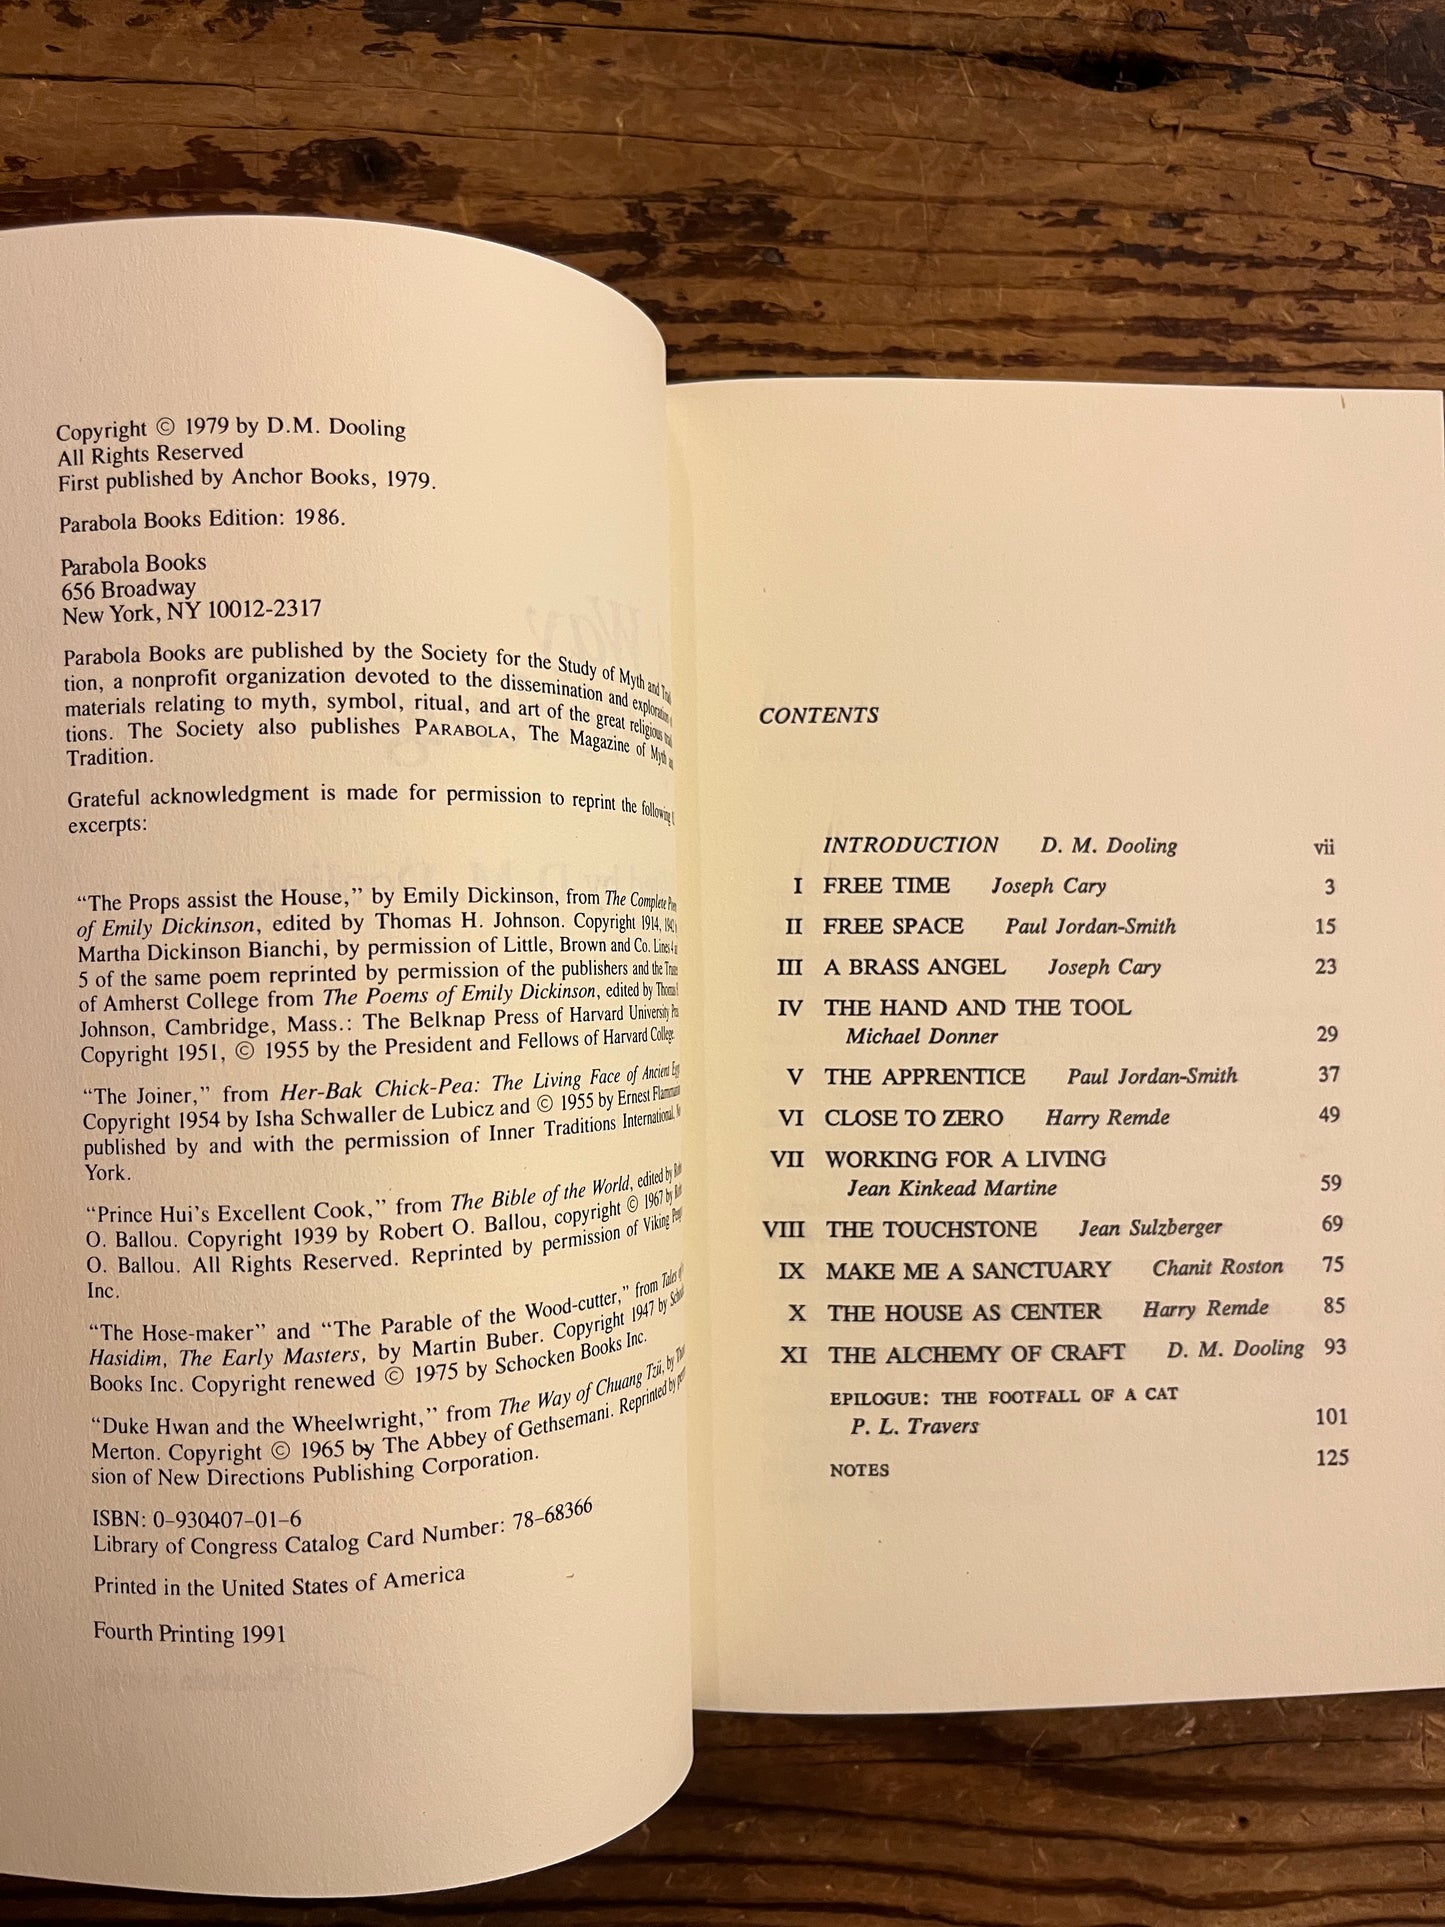 Copyright © 1979 by D.M. Dooling
All Rights Reserved
First published by Anchor Books, 1979.
Parabola Books Edition: 1986.
Parabola Books
656 Broadway
New York, NY 10012-2317
Parabola Books are published by the Society for the Study of Myth and
tion, a nonprofit organization devoted to the dissemination and exploration
materials relating to myth, symbol, ritual, and art of the great religious
tions. The Society also publishes PARABOLA, The Magazine of Myth
Tradition.
Grateful acknowledgment is made for permission to reprint the following
excerpts:
“The Props assist the House,” by Emily Dickinson, from The Complete
of Emily Dickinson, edited by Thomas H. Johnson. Copyright 1914,
Martha Dickinson Bianchi, by permission of Little, Brown and Co. Lines 4
5 of the same poem reprinted by permission of the publishers and the
of Amherst College from The Poems of Emily Dickinson, edited by
Johnson, Cambridge, Mass.: The Belknap Press of Harvard University
Copyright 1951, © 1955 by the President and Fellows of Harvard College.
“The Joiner,” from Her-Bak Chick-Pea: The Living Face of Ancient
Copyright 1954 by Isha Schwaller de Lubicz and © 1955 by Ernest
published by and with the permission of Inner Traditions International,
York.
“Prince Hui’s Excellent Cook,” from The Bible of the World, edited by
O. Ballou. Copyright 1939 by Robert O. Ballou, copyright © 1967 by
O. Ballou. All Rights Reserved. Reprinted by permission of Viking
Inc.
“The Hose-maker” and “The Parable of the Wood-cutter,” from Tales
Hasidim, The Early Masters, by Martin Buber. Copyright 1947 by
Books Inc. Copyright renewed © 1975 by Schocken Books Inc.
“Duke Hwan and the Wheelwright,” from The Way of Chuang Tzŭ, by
Merton. Copyright © 1965 by The Abbey of Gethsemani. Reprinted by
sion of New Directions Publishing Corporation.
ISBN: 0-930407-01-6
Library of Congress Catalog Card Number: 78-68366
Printed in the United States of America
Fourth Printing 1991
CONTENTS
INTRODUCTION D. M. Dooling vii
I FREE TIME Joseph Cary 3
II FREE SPACE Paul Jordan-Smith 15
III A BRASS ANGEL Joseph Cary 23
IV THE HAND AND THE TOOL
Michael Donner 29
V THE APPRENTICE Paul Jordan-Smith 37
VI CLOSE TO ZERO Harry Remde 49
VII WORKING FOR A LIVING
Jean Kinkead Martine 59
VIII THE TOUCHSTONE Jean Sulzberger 69
IX MAKE ME A SANCTUARY Chanit Roston 75
X THE HOUSE AS CENTER Harry Remde 85
XI THE ALCHEMY OF CRAFT D. M. Dooling 93
EPILOGUE: THE FOOTFALL OF A CAT
P. L. Travers 101
NOTES 125